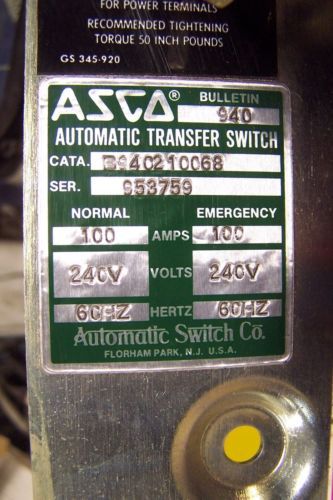 FOR POWER TERMINALS
RECOMMENDED TIGHTENING
TORQUE 50 INCH POUNDS
GS 345-920
ASCO® BULLETIN 940
AUTOMATIC TRANSFER SWITCH
CATA. B94C210068
SER. 953759
NORMAL EMERGENCY
100 AMPS 100
240V VOLTS 240V
60HZ HERTZ 60HZ
Automatic Switch Co.
FLORHAM PARK, N.J. U.S.A.